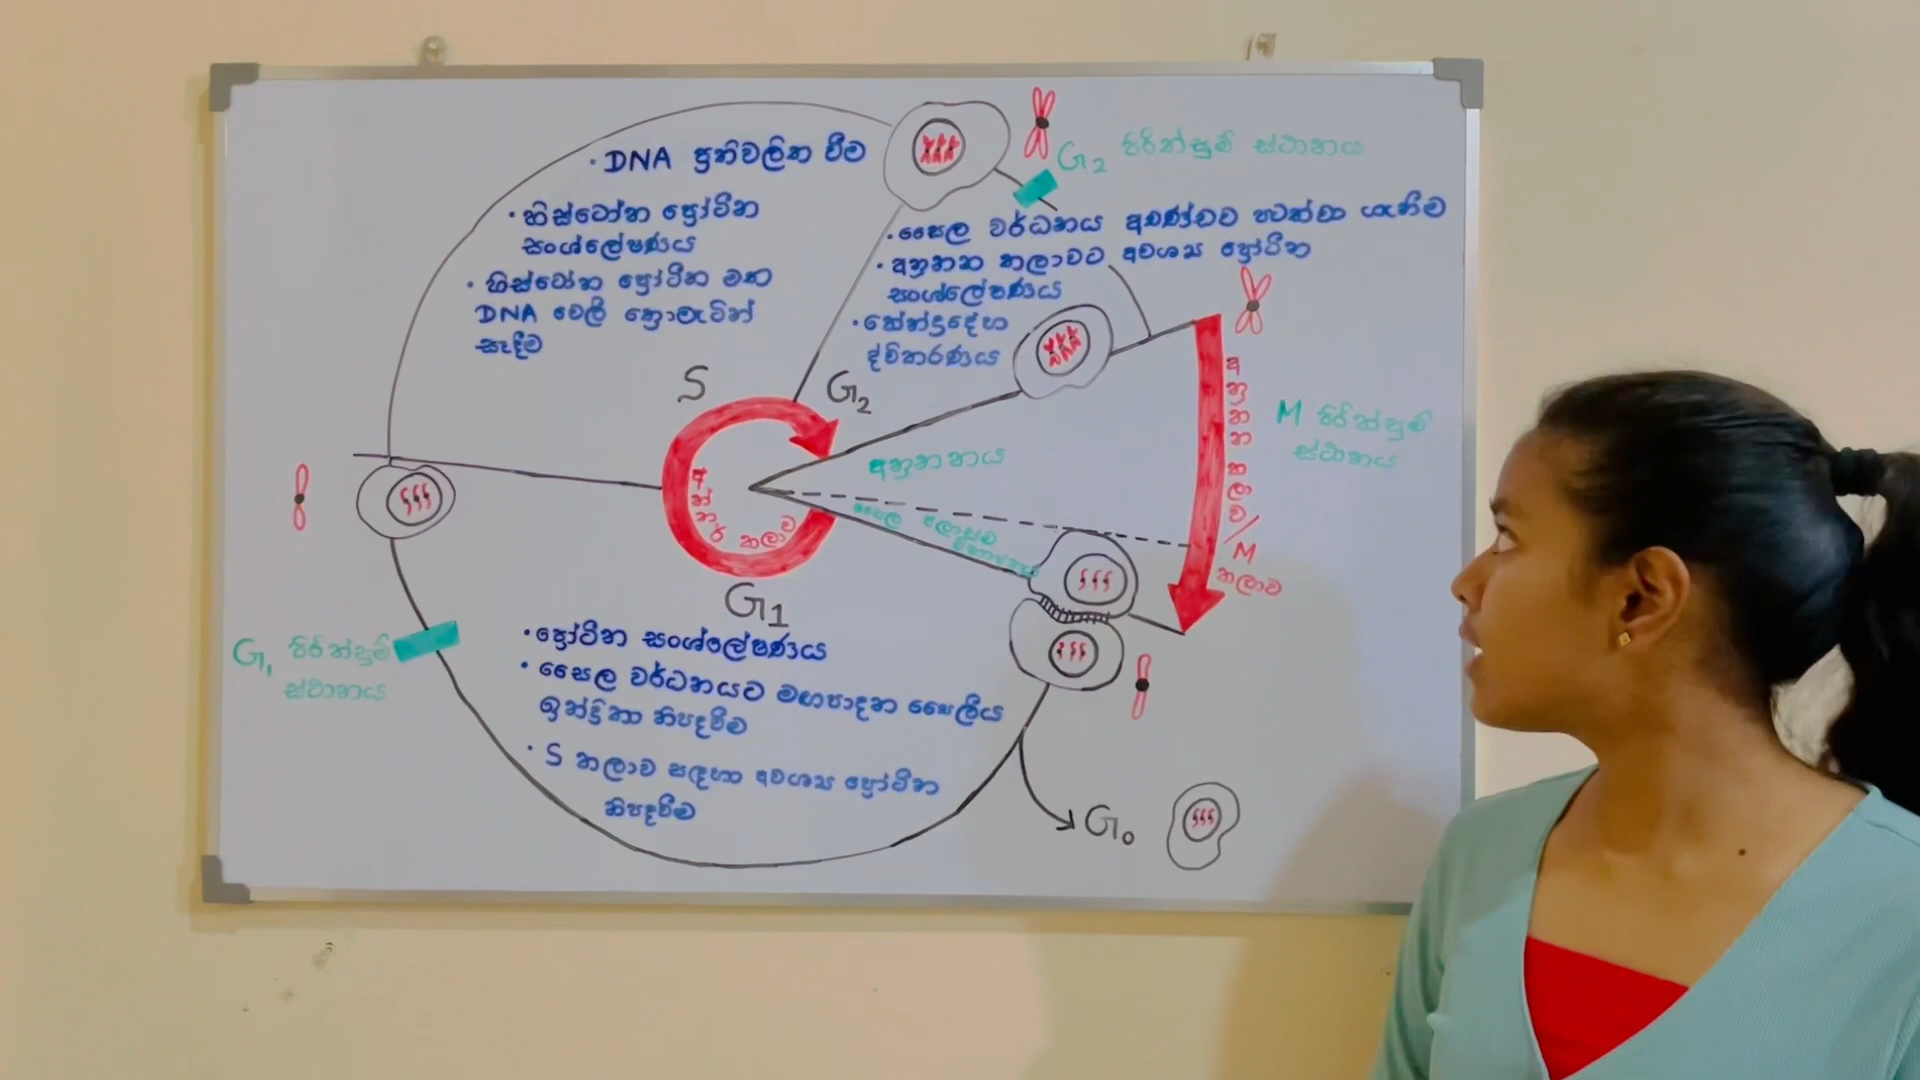 · DNA ප්‍රතිවලිත වීම
· හිස්ටෝන ප්‍රෝටීන
සංශ්ලේෂණය
· හිස්ටෝන ප්‍රෝටීන මත
DNA වෙලී ක්‍රොමැටින්
සෑදීම
S
G2 පිරික්සුම් ස්ථානය
· සෛල වර්ධනය අඛණ්ඩව පවත්වා ගැනීම
· අනුනන කලාවට අවශ්‍ය ප්‍රෝටීන
සංශ්ලේෂණය
· කේන්ද්‍රදේහ
ද්විකරණය
G2
අනුනනය
සෛල ප්ලාස්ම
අනුනන කලාව/M
කලාව
M පිරික්සුම්
ස්ථානය
අන්තර් කලාව
G1
G1 පිරික්සුම්
ස්ථානය
· ප්‍රෝටීන සංශ්ලේෂණය
· සෛල වර්ධනයට මඟපාදන සෛලීය
ඉන්ද්‍රිකා නිපදවීම
· S කලාව සඳහා අවශ්‍ය ප්‍රෝටීන
නිපදවීම
G0